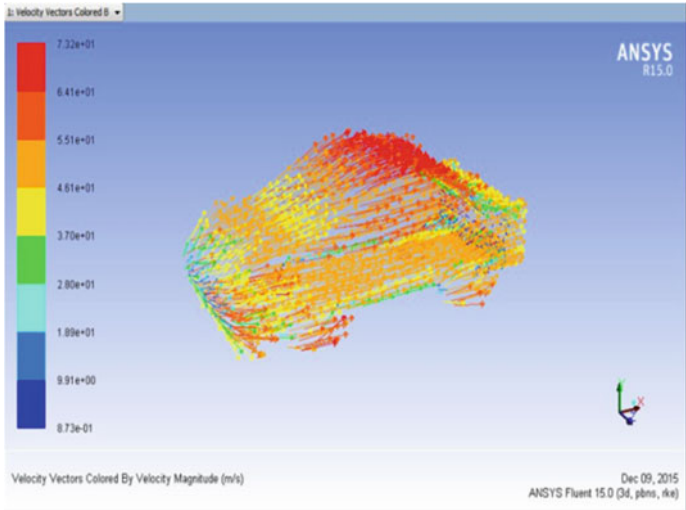 1: Velocity Vectors Colored B
7.32e+01
6.41e+01
5.51e+01
4.61e+01
3.70e+01
2.80e+01
1.89e+01
9.91e+00
8.73e-01
ANSYS
R15.0
Y
X
Z
Velocity Vectors Colored By Velocity Magnitude (m/s)
Dec 09, 2015
ANSYS Fluent 15.0 (3d, pbns, rke)